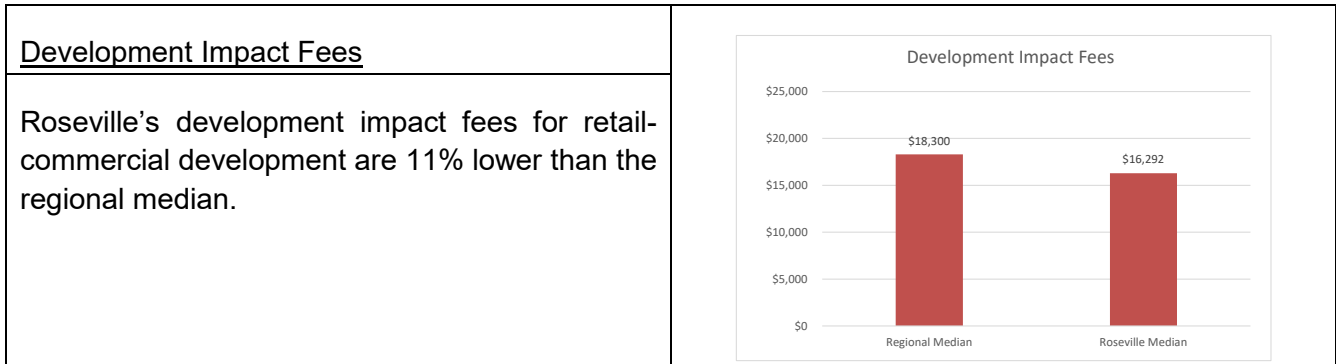 Development Impact Fees
Roseville’s development impact fees for retail-
commercial development are 11% lower than the
regional median.
Development Impact Fees
$25,000
$20,000
$15,000
$10,000
$5,000
$0
$18,300
$16,292
Regional Median
Roseville Median